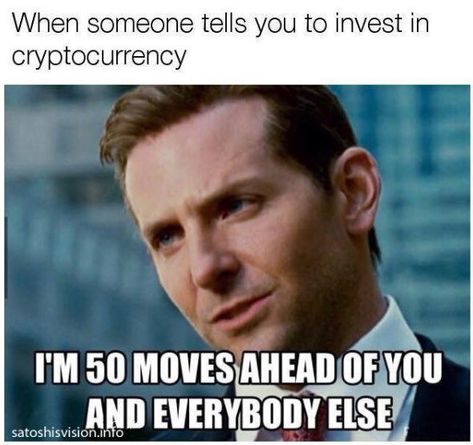 When someone tells you to invest in
cryptocurrency
I'M 50 MOVES AHEAD OF YOU
AND EVERYBODY ELSE
satoshisvision.info